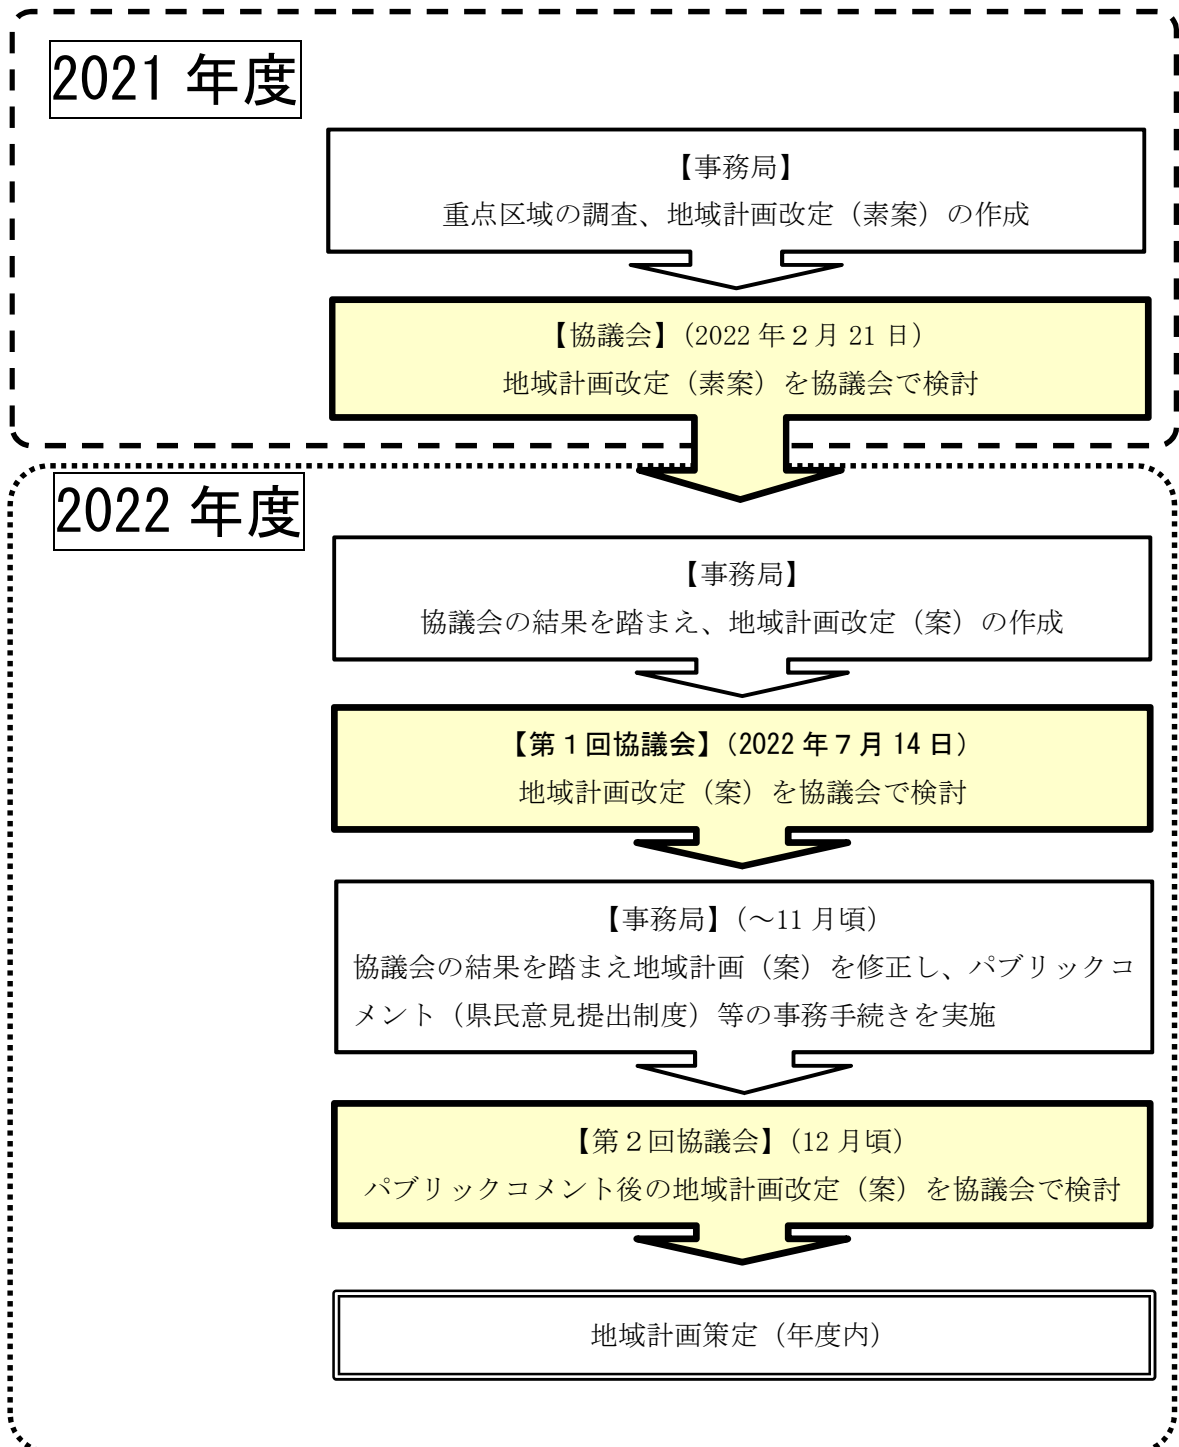 2021 年度
【事務局】
重点区域の調査、地域計画改定（素案）の作成
【協議会】（2022 年２月 21 日）
地域計画改定（素案）を協議会で検討
2022 年度
【事務局】
協議会の結果を踏まえ、地域計画改定（案）の作成
【第１回協議会】（2022 年７月 14 日）
地域計画改定（案）を協議会で検討
【事務局】（～11 月頃）
協議会の結果を踏まえ地域計画（案）を修正し、パブリックコ
メント（県民意見提出制度）等の事務手続きを実施
【第２回協議会】（12 月頃）
パブリックコメント後の地域計画改定（案）を協議会で検討
地域計画策定（年度内）